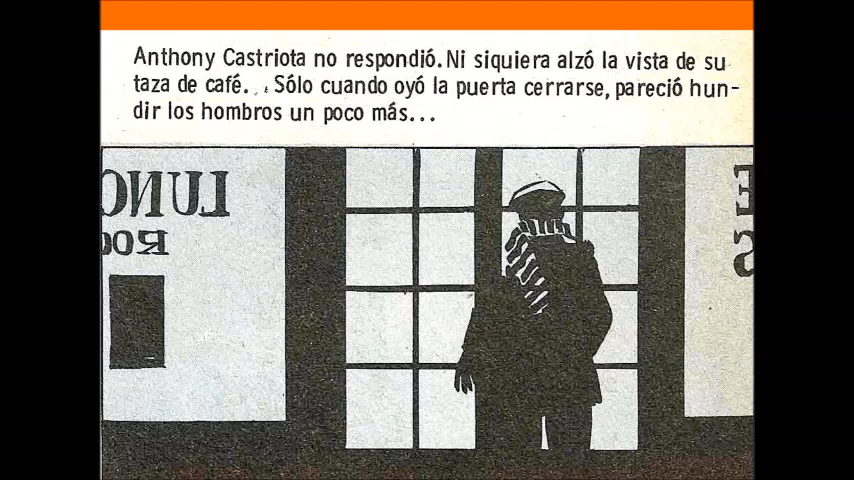 Anthony Castriota no respondió. Ni siquiera alzó la vista de su
taza de café... Sólo cuando oyó la puerta cerrarse, pareció hun-
dir los hombros un poco más...
LUNC
ROO